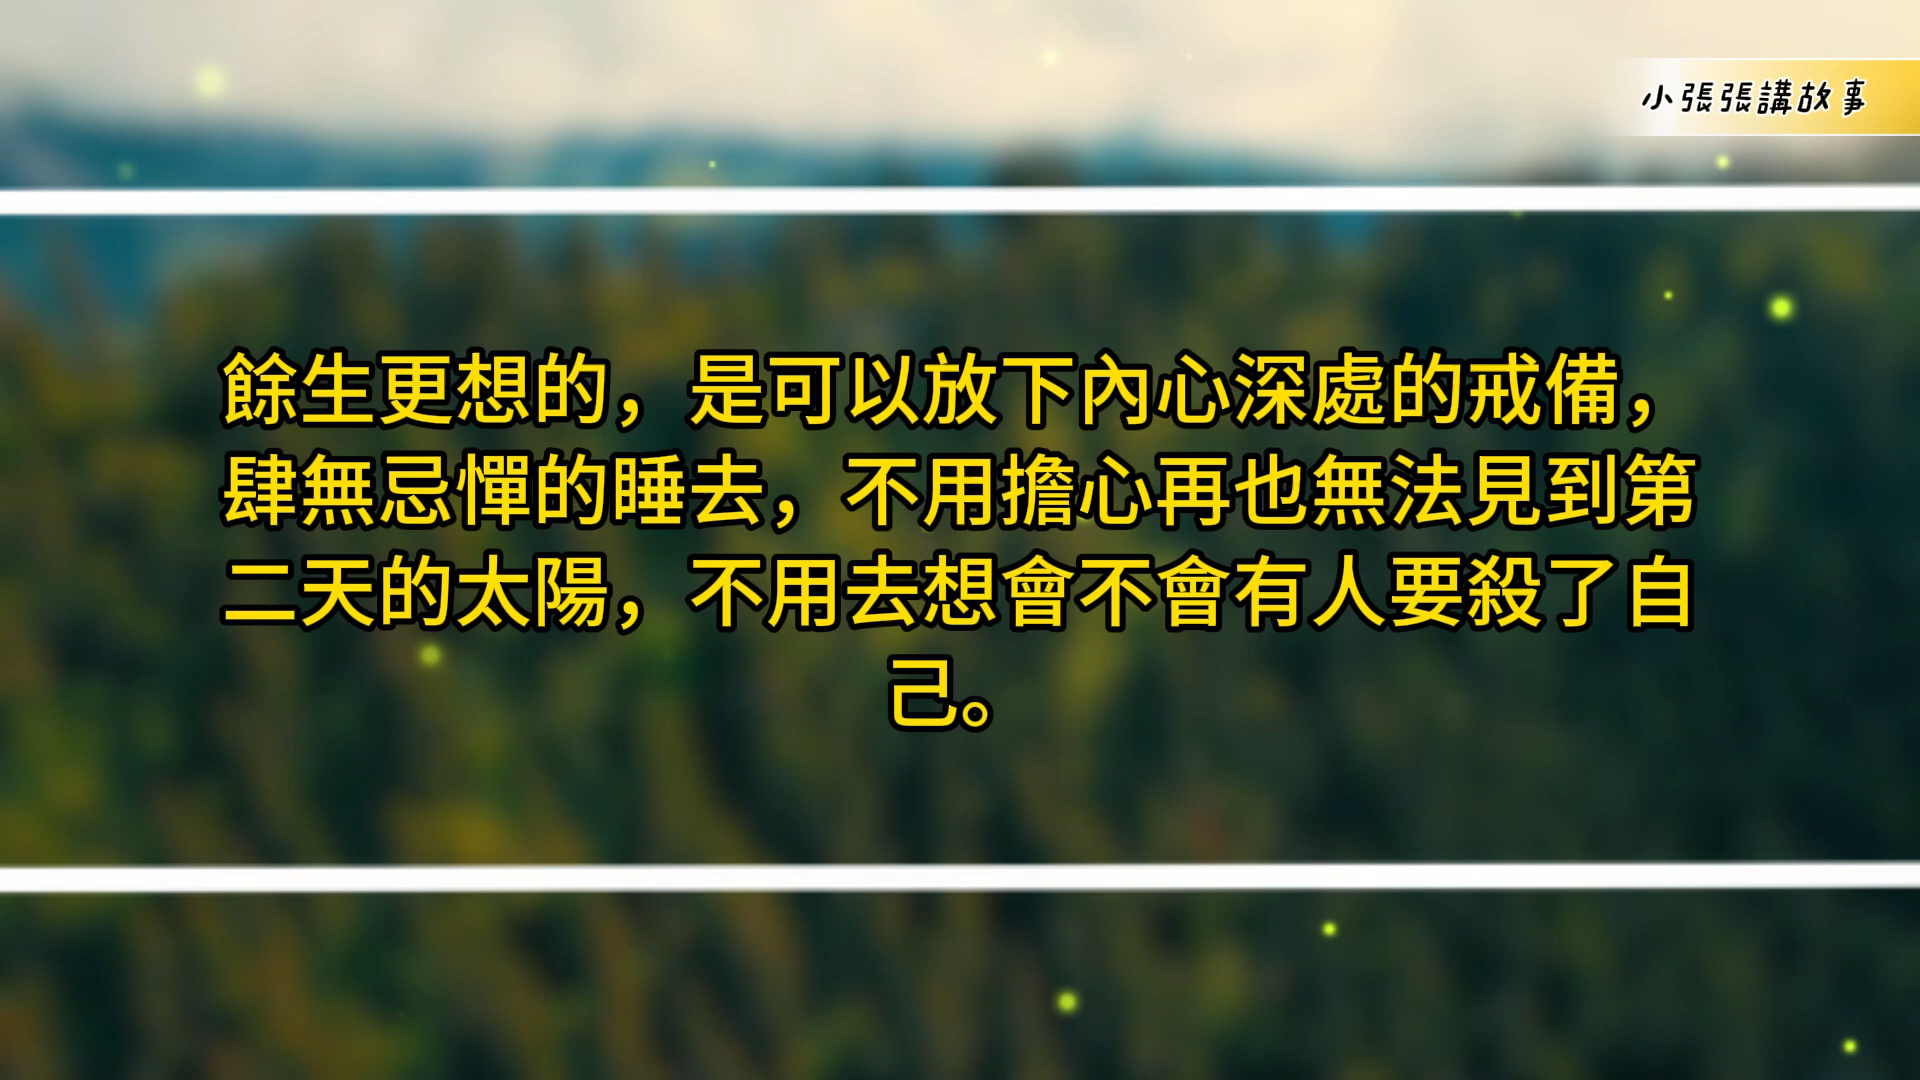 小張張講故事
餘生更想的，是可以放下內心深處的戒備，
肆無忌憚的睡去，不用擔心再也無法見到第
二天的太陽，不用去想會不會有人要殺了自
己。